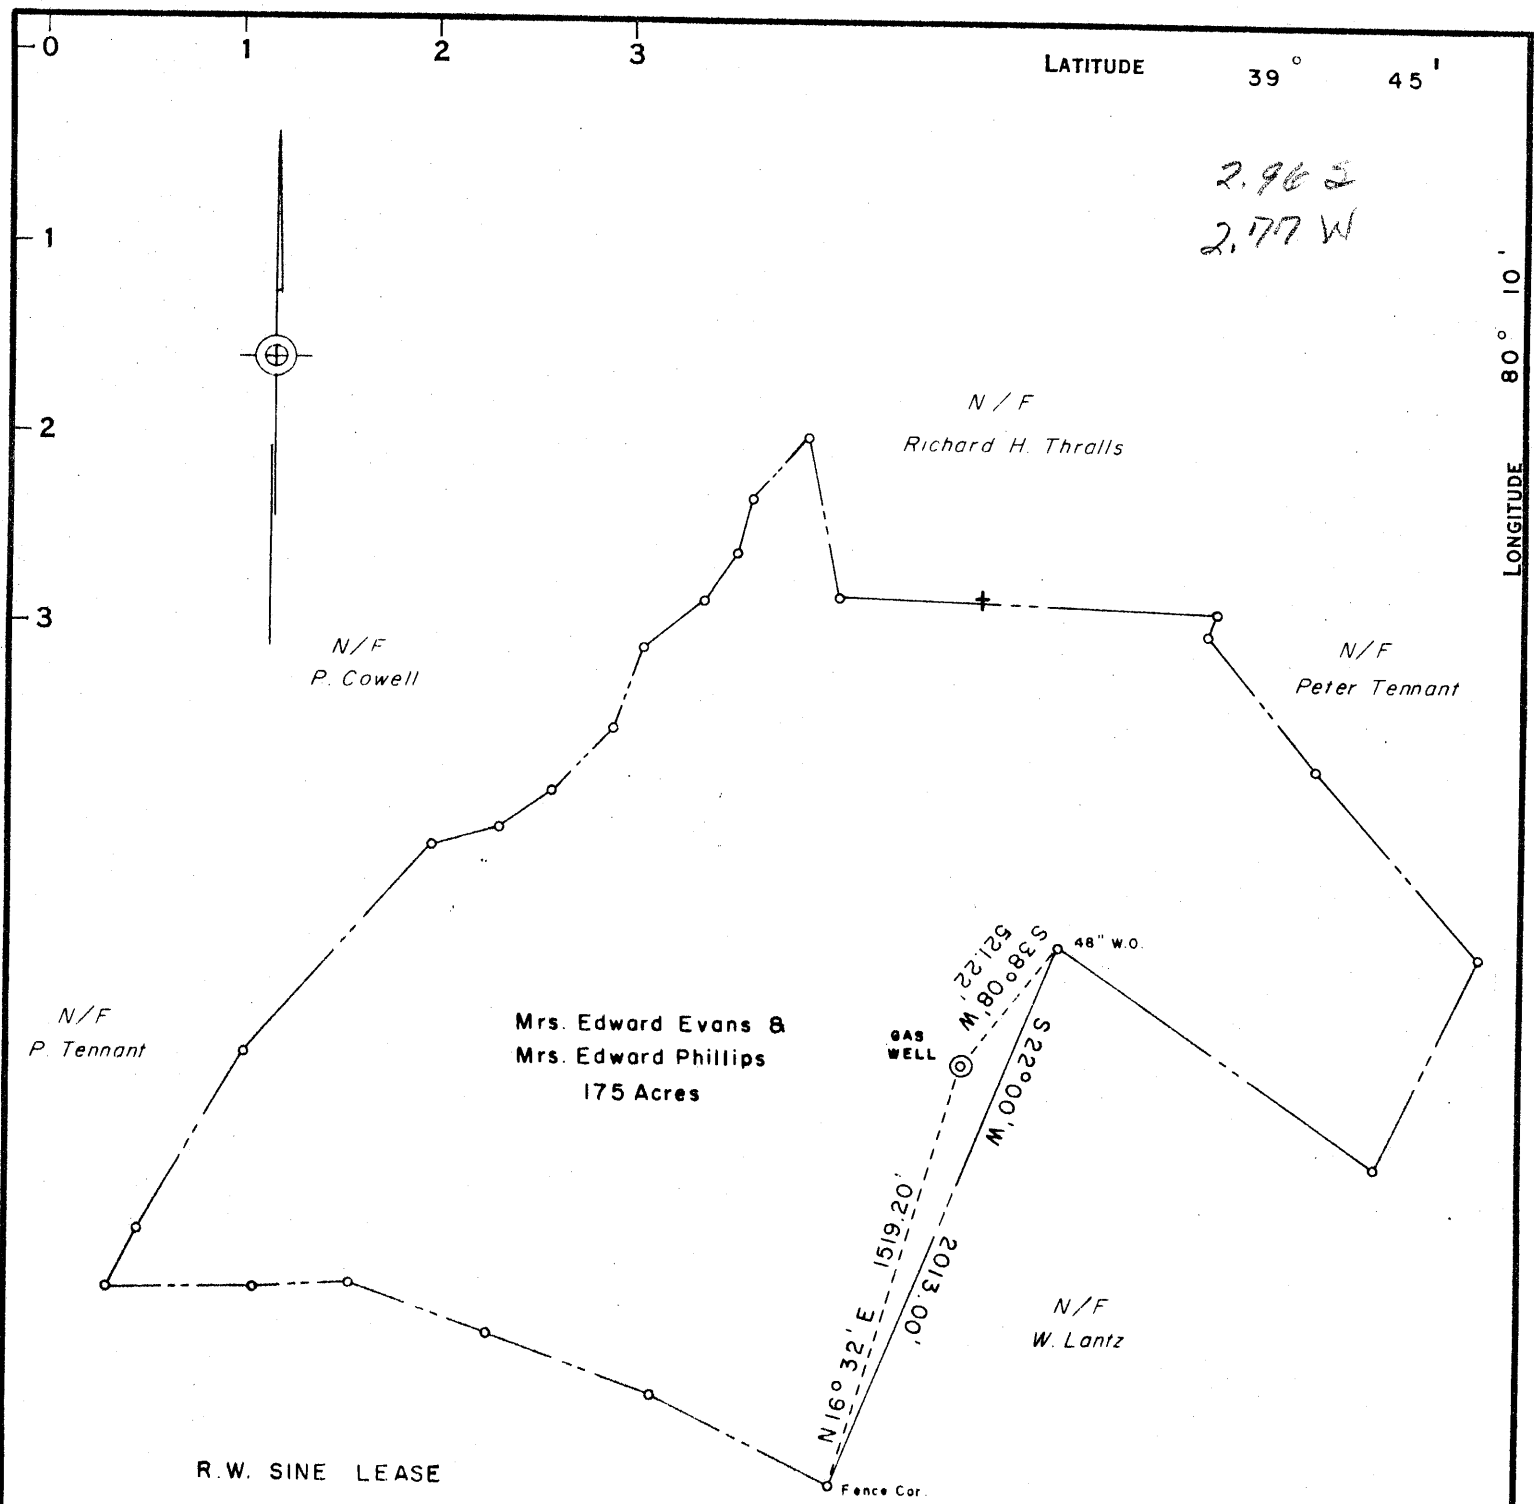 0 1 2 3
LATITUDE 39° 45'
2.96 S
2.77 W
1
LONGITUDE 80° 10'
2
N/F
Richard H. Thralls
3
N/F
P. Cowell
N/F
Peter Tennant
S 38° 08' W
521.22'
48" W.O.
N/F
P. Tennant
Mrs. Edward Evans &
Mrs. Edward Phillips
175 Acres
GAS
WELL
S 22° 00' W
2013.00'
N 16° 32' E 1519.20'
N/F
W. Lantz
R.W. SINE LEASE
Fence Cor.